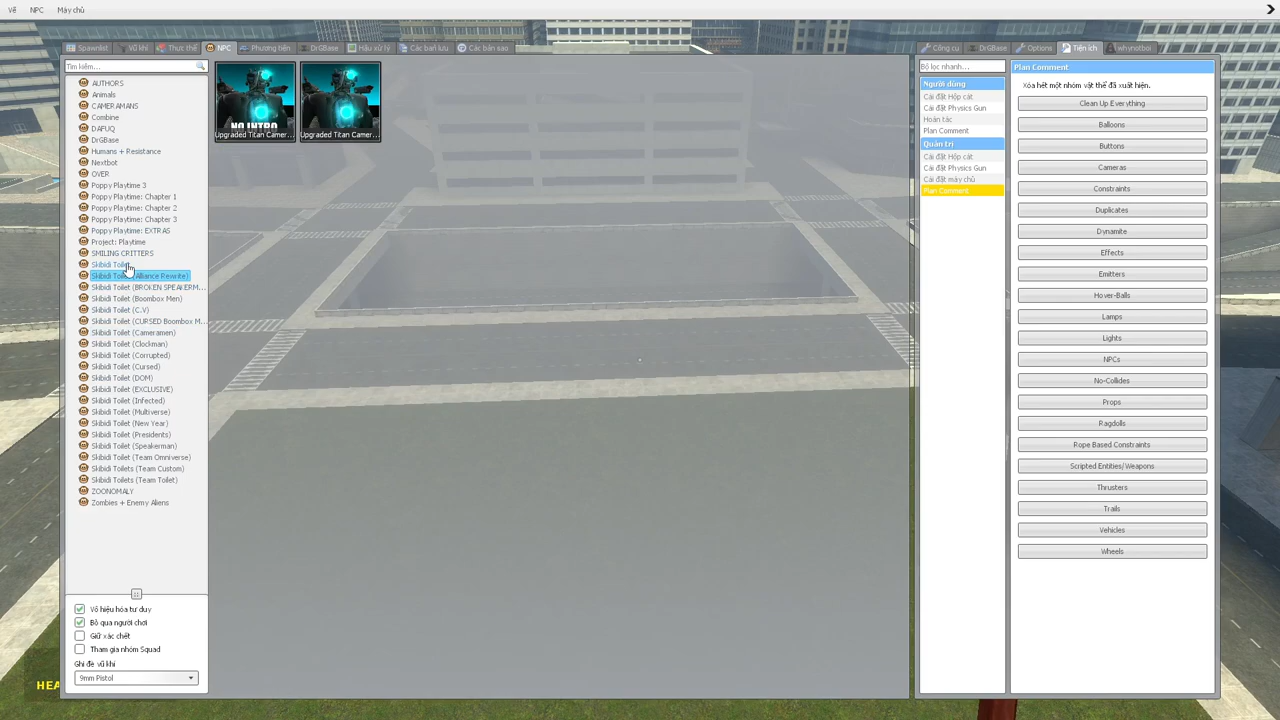 Vẽ NPC Máy chủ
Spawnlist Vũ khí Thực thể NPC Phương tiện DrGBase Hậu xử lý Các bản lưu Các bản sao
Công cụ DrGBase Options Tiện ích whynotboi
Tìm kiếm...
AUTHORS
Animals
CAMERAMANS
Combine
DAFUQ
DrGBase
Humans + Resistance
Nextbot
OVER
Poppy Playtime 3
Poppy Playtime: Chapter 1
Poppy Playtime: Chapter 2
Poppy Playtime: Chapter 3
Poppy Playtime: EXTRAS
Project: Playtime
SMILING CRITTERS
Skibidi Toilet
Skibidi Toilet (Alliance Rewrite)
Skibidi Toilet (BROKEN SPEAKERM...
Skibidi Toilet (Boombox Men)
Skibidi Toilet (C.V)
Skibidi Toilet (CURSED Boombox M...
Skibidi Toilet (Cameramen)
Skibidi Toilet (Clockman)
Skibidi Toilet (Corrupted)
Skibidi Toilet (Cursed)
Skibidi Toilet (DOM)
Skibidi Toilet (EXCLUSIVE)
Skibidi Toilet (Infected)
Skibidi Toilet (Multiverse)
Skibidi Toilet (New Year)
Skibidi Toilet (Presidents)
Skibidi Toilet (Speakerman)
Skibidi Toilet (Team Omniverse)
Skibidi Toilets (Team Custom)
Skibidi Toilets (Team Toilet)
ZOONOMALY
Zombies + Enemy Aliens
Vô hiệu hóa tư duy
Bỏ qua người chơi
Giữ xác chết
Tham gia nhóm Squad
Ghi đè vũ khí
9mm Pistol
HEA
NO INTRO
Upgraded Titan Camer...
Upgraded Titan Camer...
Bộ lọc nhanh...
Người dùng
Cài đặt Hộp cát
Cài đặt Physics Gun
Hoàn tác
Plan Comment
Quản trị
Cài đặt Hộp cát
Cài đặt Physics Gun
Cài đặt máy chủ
Plan Comment
Plan Comment
Xóa hết một nhóm vật thể đã xuất hiện.
Clean Up Everything
Balloons
Buttons
Cameras
Constraints
Duplicates
Dynamite
Effects
Emitters
Hover-Balls
Lamps
Lights
NPCs
No-Collides
Props
Ragdolls
Rope Based Constraints
Scripted Entities/Weapons
Thrusters
Trails
Vehicles
Wheels